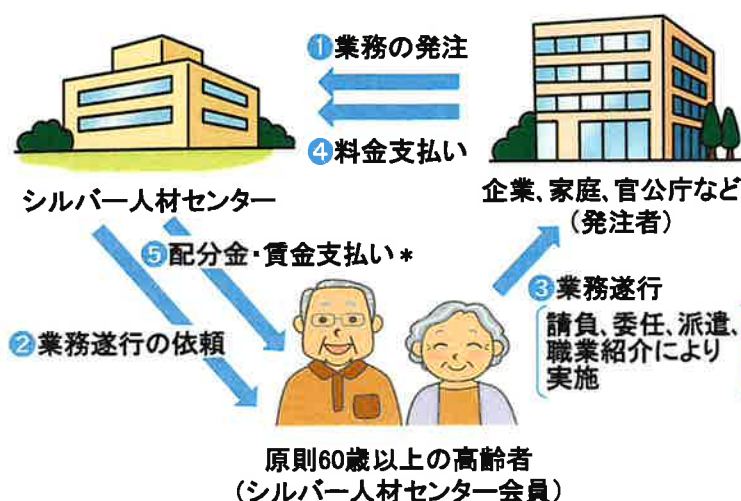 ❶業務の発注
❹料金支払い
シルバー人材センター
企業、家庭、官公庁など
(発注者)
❺配分金・賃金支払い*
❸業務遂行
請負、委任、派遣、
職業紹介により
実施
❷業務遂行の依頼
原則60歳以上の高齢者
(シルバー人材センター会員)